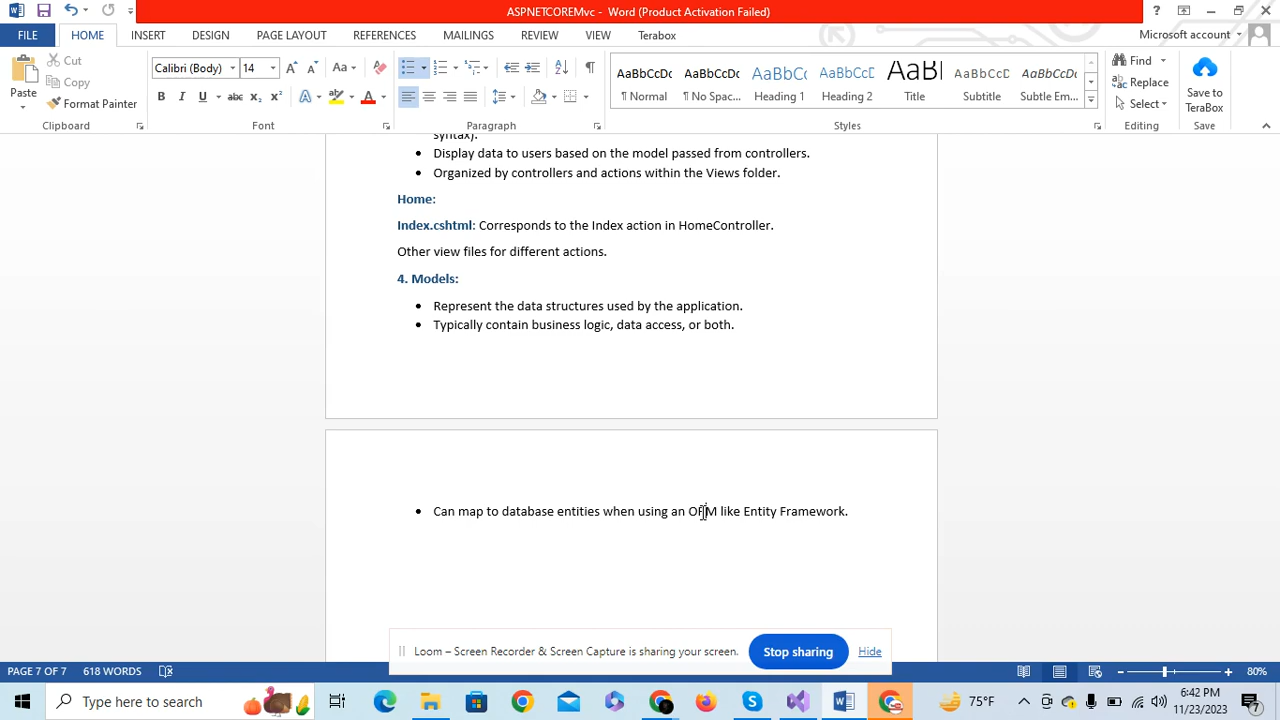 ASPNETCOREMvc - Word (Product Activation Failed)
FILE HOME INSERT DESIGN PAGE LAYOUT REFERENCES MAILINGS REVIEW VIEW Terabox Microsoft account
Paste Cut Copy Format Painter
Clipboard
Calibri (Body) 14 Aa
B I U abc x₂ x² A A
Font
Paragraph
AaBbCcDc AaBbCcDc AaBbCc AaBbCcC AaBl AaBbCcC AaBbCcDc
¶ Normal ¶ No Spac... Heading 1 Heading 2 Title Subtitle Subtle Em...
Styles
Find
Replace
Select
Editing
Save to TeraBox
Save
syntax).
• Display data to users based on the model passed from controllers.
• Organized by controllers and actions within the Views folder.
Home:
Index.cshtml: Corresponds to the Index action in HomeController.
Other view files for different actions.
4. Models:
• Represent the data structures used by the application.
• Typically contain business logic, data access, or both.
• Can map to database entities when using an ORM like Entity Framework.
Loom – Screen Recorder & Screen Capture is sharing your screen. Stop sharing Hide
PAGE 7 OF 7 618 WORDS 80%
Type here to search 75°F 6:42 PM
11/23/2023 7